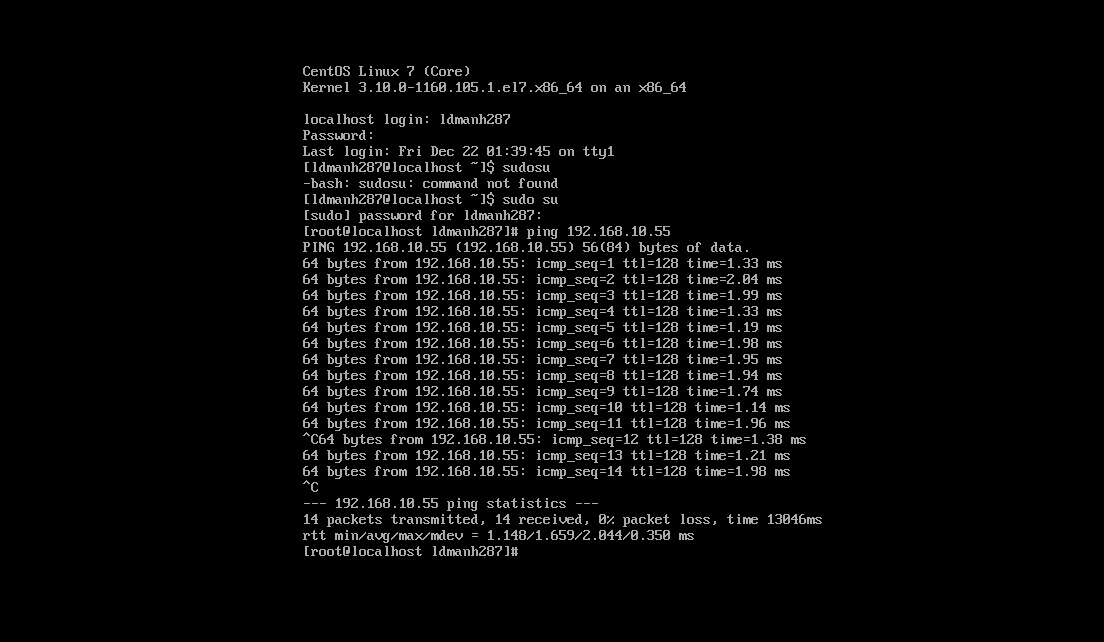 CentOS Linux 7 (Core)
Kernel 3.10.0-1160.105.1.el7.x86_64 on an x86_64
localhost login: ldmanh287
Password:
Last login: Fri Dec 22 01:39:45 on tty1
[ldmanh287@localhost ~]$ sudosu
-bash: sudosu: command not found
[ldmanh287@localhost ~]$ sudo su
[sudo] password for ldmanh287:
[root@localhost ldmanh287]# ping 192.168.10.55
PING 192.168.10.55 (192.168.10.55) 56(84) bytes of data.
64 bytes from 192.168.10.55: icmp_seq=1 ttl=128 time=1.33 ms
64 bytes from 192.168.10.55: icmp_seq=2 ttl=128 time=2.04 ms
64 bytes from 192.168.10.55: icmp_seq=3 ttl=128 time=1.99 ms
64 bytes from 192.168.10.55: icmp_seq=4 ttl=128 time=1.33 ms
64 bytes from 192.168.10.55: icmp_seq=5 ttl=128 time=1.19 ms
64 bytes from 192.168.10.55: icmp_seq=6 ttl=128 time=1.98 ms
64 bytes from 192.168.10.55: icmp_seq=7 ttl=128 time=1.95 ms
64 bytes from 192.168.10.55: icmp_seq=8 ttl=128 time=1.94 ms
64 bytes from 192.168.10.55: icmp_seq=9 ttl=128 time=1.74 ms
64 bytes from 192.168.10.55: icmp_seq=10 ttl=128 time=1.14 ms
64 bytes from 192.168.10.55: icmp_seq=11 ttl=128 time=1.96 ms
^C64 bytes from 192.168.10.55: icmp_seq=12 ttl=128 time=1.38 ms
64 bytes from 192.168.10.55: icmp_seq=13 ttl=128 time=1.21 ms
64 bytes from 192.168.10.55: icmp_seq=14 ttl=128 time=1.98 ms
^C
--- 192.168.10.55 ping statistics ---
14 packets transmitted, 14 received, 0% packet loss, time 13046ms
rtt min/avg/max/mdev = 1.148/1.659/2.044/0.350 ms
[root@localhost ldmanh287]#